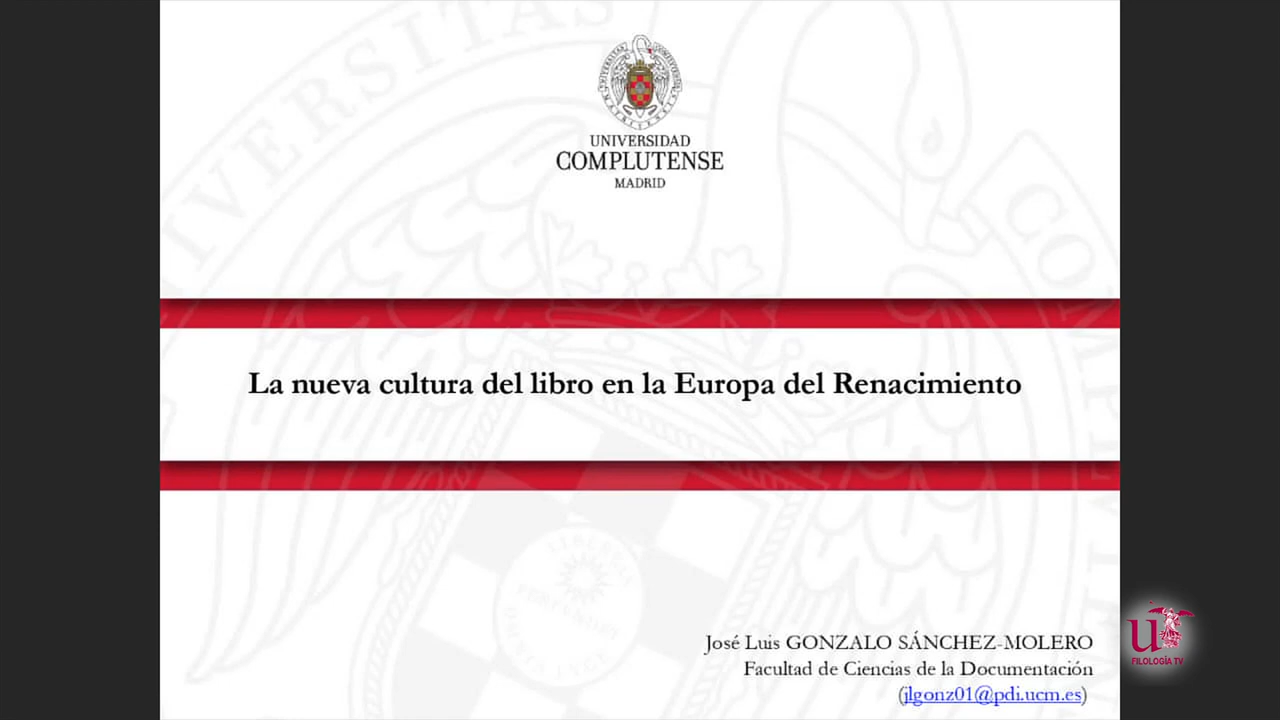 UNIVERSIDAD
COMPLUTENSE
MADRID
La nueva cultura del libro en la Europa del Renacimiento
José Luis GONZALO SÁNCHEZ-MOLERO
Facultad de Ciencias de la Documentación
(jlgonz01@pdi.ucm.es)
FILOLOGÍA TV